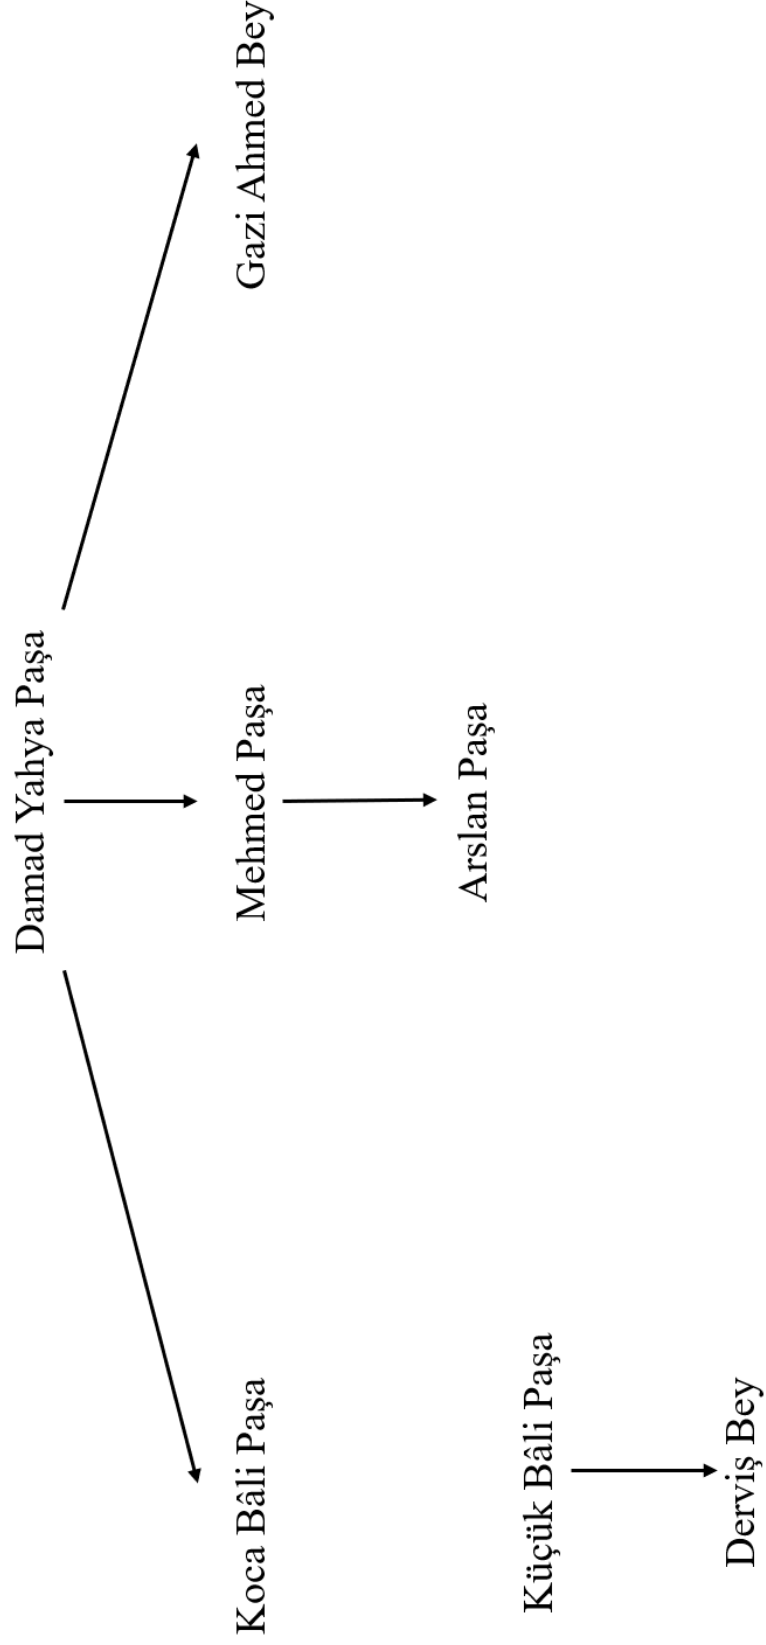 Damad Yahya Paşa
Koca Bâli Paşa
Mehmed Paşa
Gazi Ahmed Bey
Arslan Paşa
Küçük Bâli Paşa
Derviş Bey